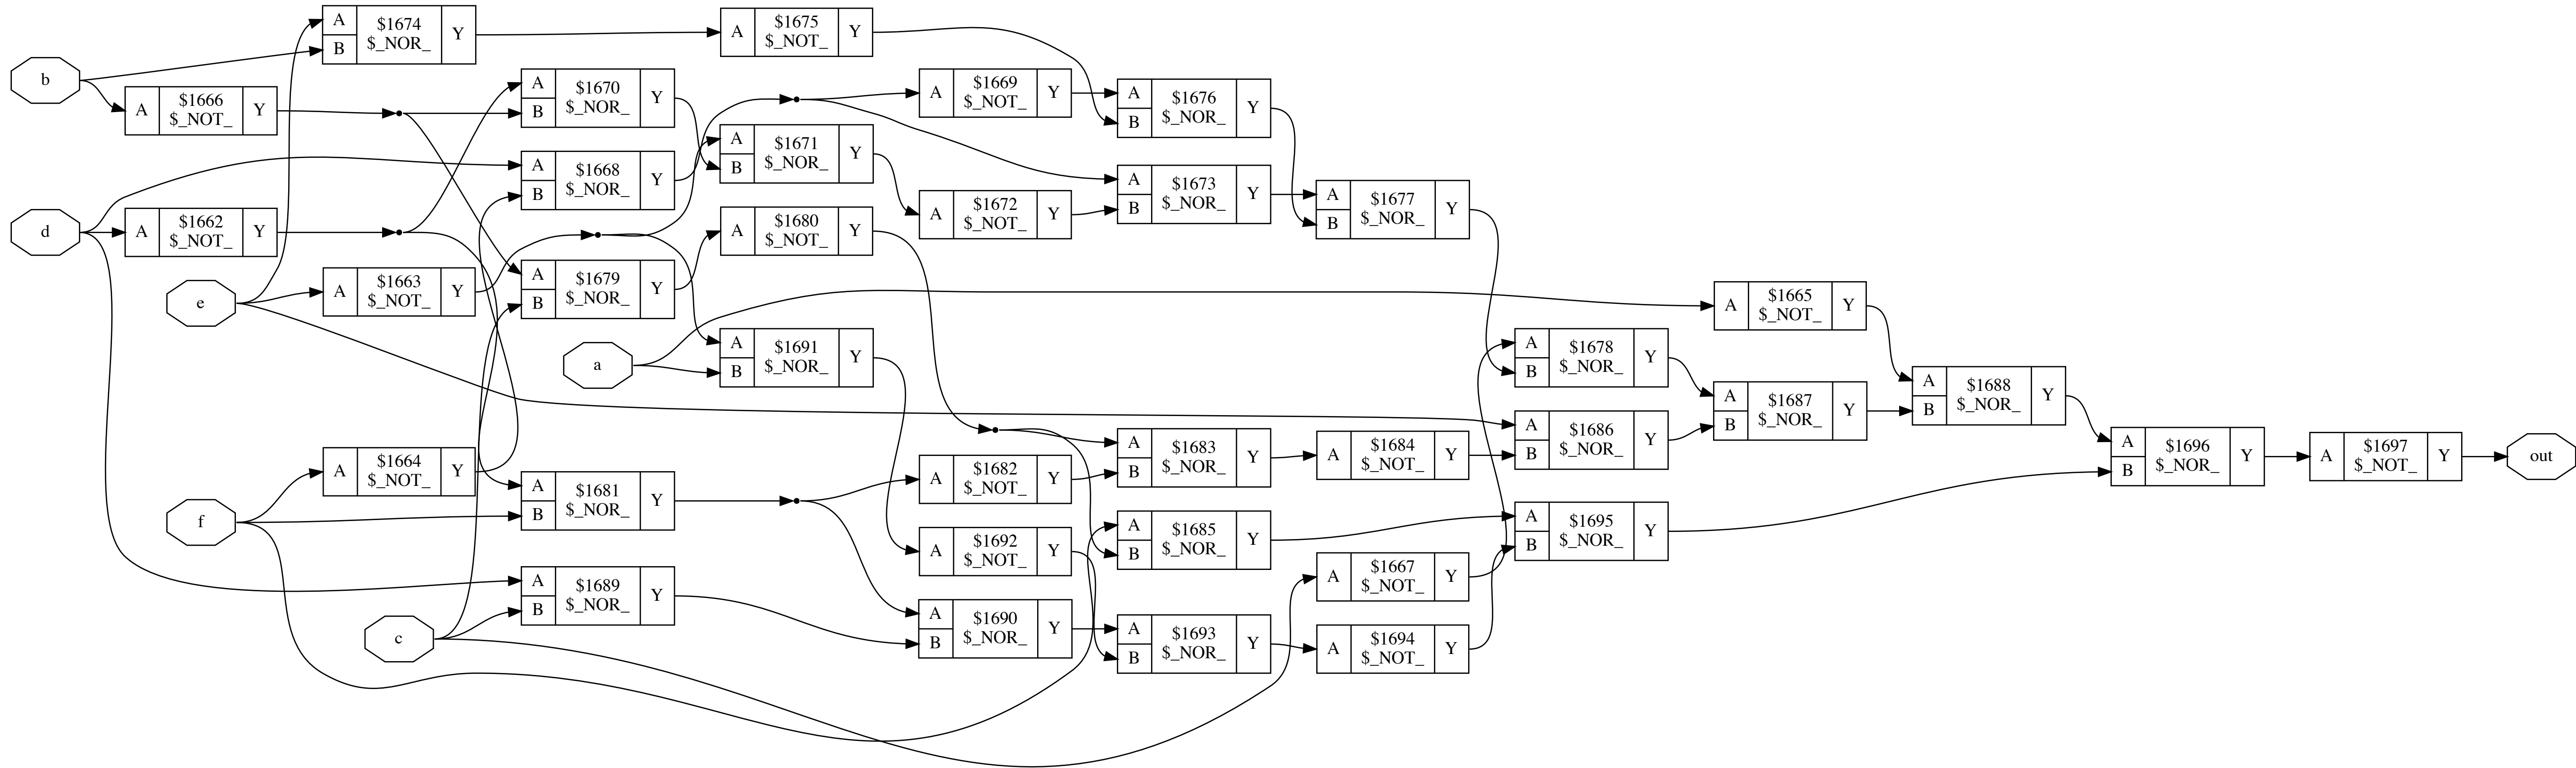 A $1674 Y
B $_NOR_
A $1675 Y
$_NOT_
b
A $1666 Y
$_NOT_
A $1670 Y
B $_NOR_
A $1669 Y
$_NOT_
A $1676 Y
B $_NOR_
A $1671 Y
B $_NOR_
A $1668 Y
B $_NOR_
A $1673 Y
B $_NOR_
A $1672 Y
$_NOT_
A $1677 Y
B $_NOR_
d
A $1662 Y
$_NOT_
A $1680 Y
$_NOT_
e
A $1663 Y
$_NOT_
A $1679 Y
B $_NOR_
A $1665 Y
$_NOT_
a
A $1691 Y
B $_NOR_
A $1678 Y
B $_NOR_
A $1687 Y
B $_NOR_
A $1688 Y
B $_NOR_
A $1686 Y
B $_NOR_
A $1683 Y
B $_NOR_
A $1684 Y
$_NOT_
A $1696 Y
B $_NOR_
A $1697 Y
$_NOT_
out
A $1664 Y
$_NOT_
A $1682 Y
$_NOT_
f
A $1681 Y
B $_NOR_
A $1685 Y
B $_NOR_
A $1695 Y
B $_NOR_
A $1692 Y
$_NOT_
A $1667 Y
$_NOT_
A $1689 Y
B $_NOR_
c
A $1690 Y
B $_NOR_
A $1693 Y
B $_NOR_
A $1694 Y
$_NOT_